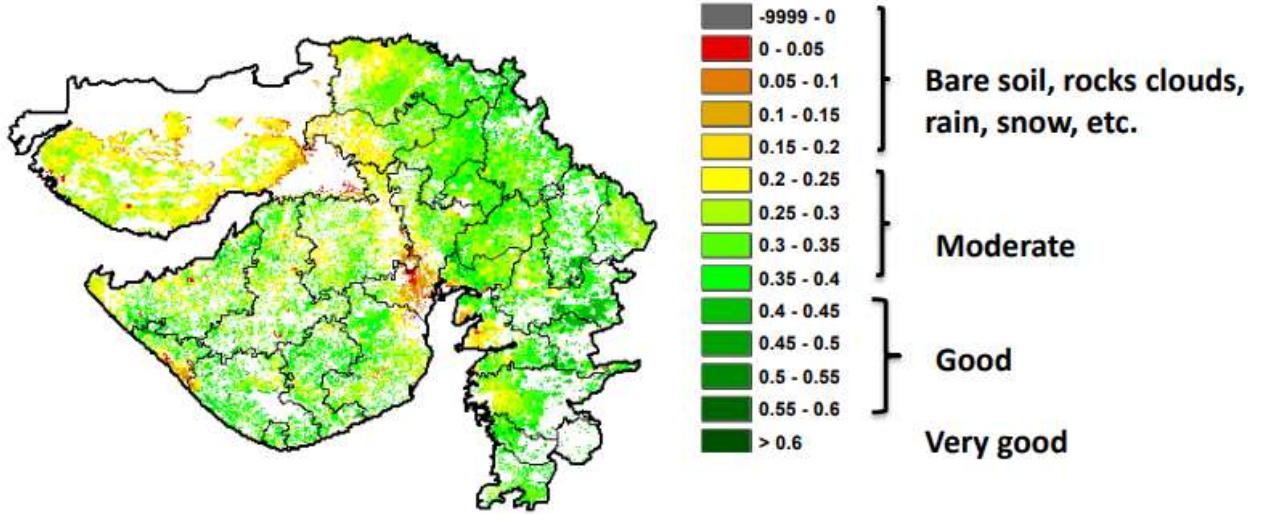 -9999 - 0
0 - 0.05
0.05 - 0.1
0.1 - 0.15
0.15 - 0.2
Bare soil, rocks clouds,
rain, snow, etc.
0.2 - 0.25
0.25 - 0.3
0.3 - 0.35
0.35 - 0.4
Moderate
0.4 - 0.45
0.45 - 0.5
0.5 - 0.55
0.55 - 0.6
Good
> 0.6
Very good